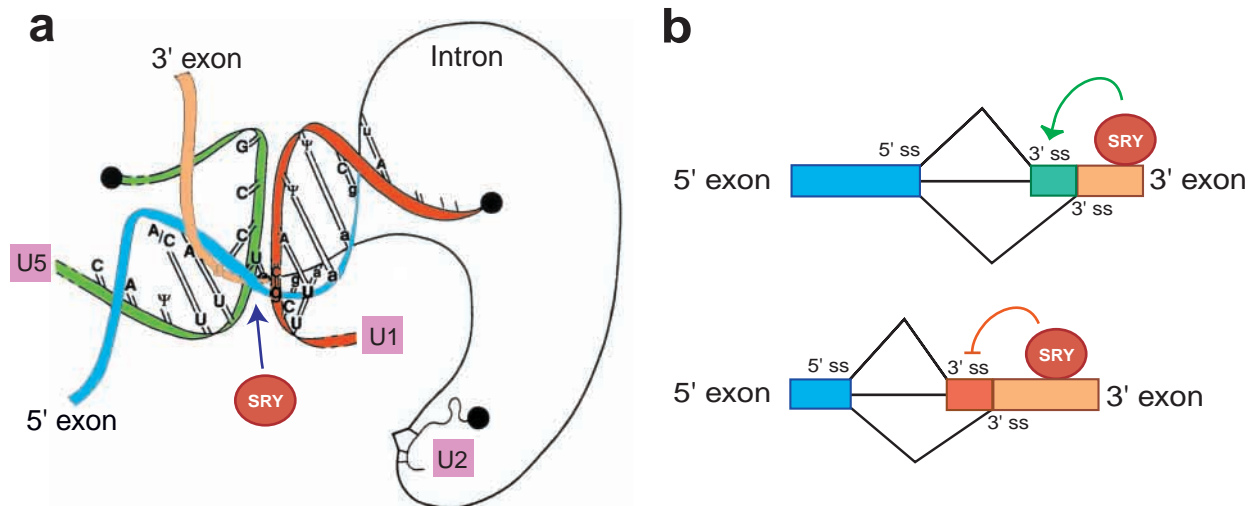 a
3' exon
Intron
G
C
C
C
U
Ψ
Ψ
A
C
g
u
A
a
a
a
g
C
g
U
C
U
A/C
A
U
U
Ψ
A
C
U5
U1
SRY
5' exon
U2
b
5' ss
3' ss
SRY
5' exon
3' exon
3' ss
5' ss
3' ss
SRY
5' exon
3' exon
3' ss